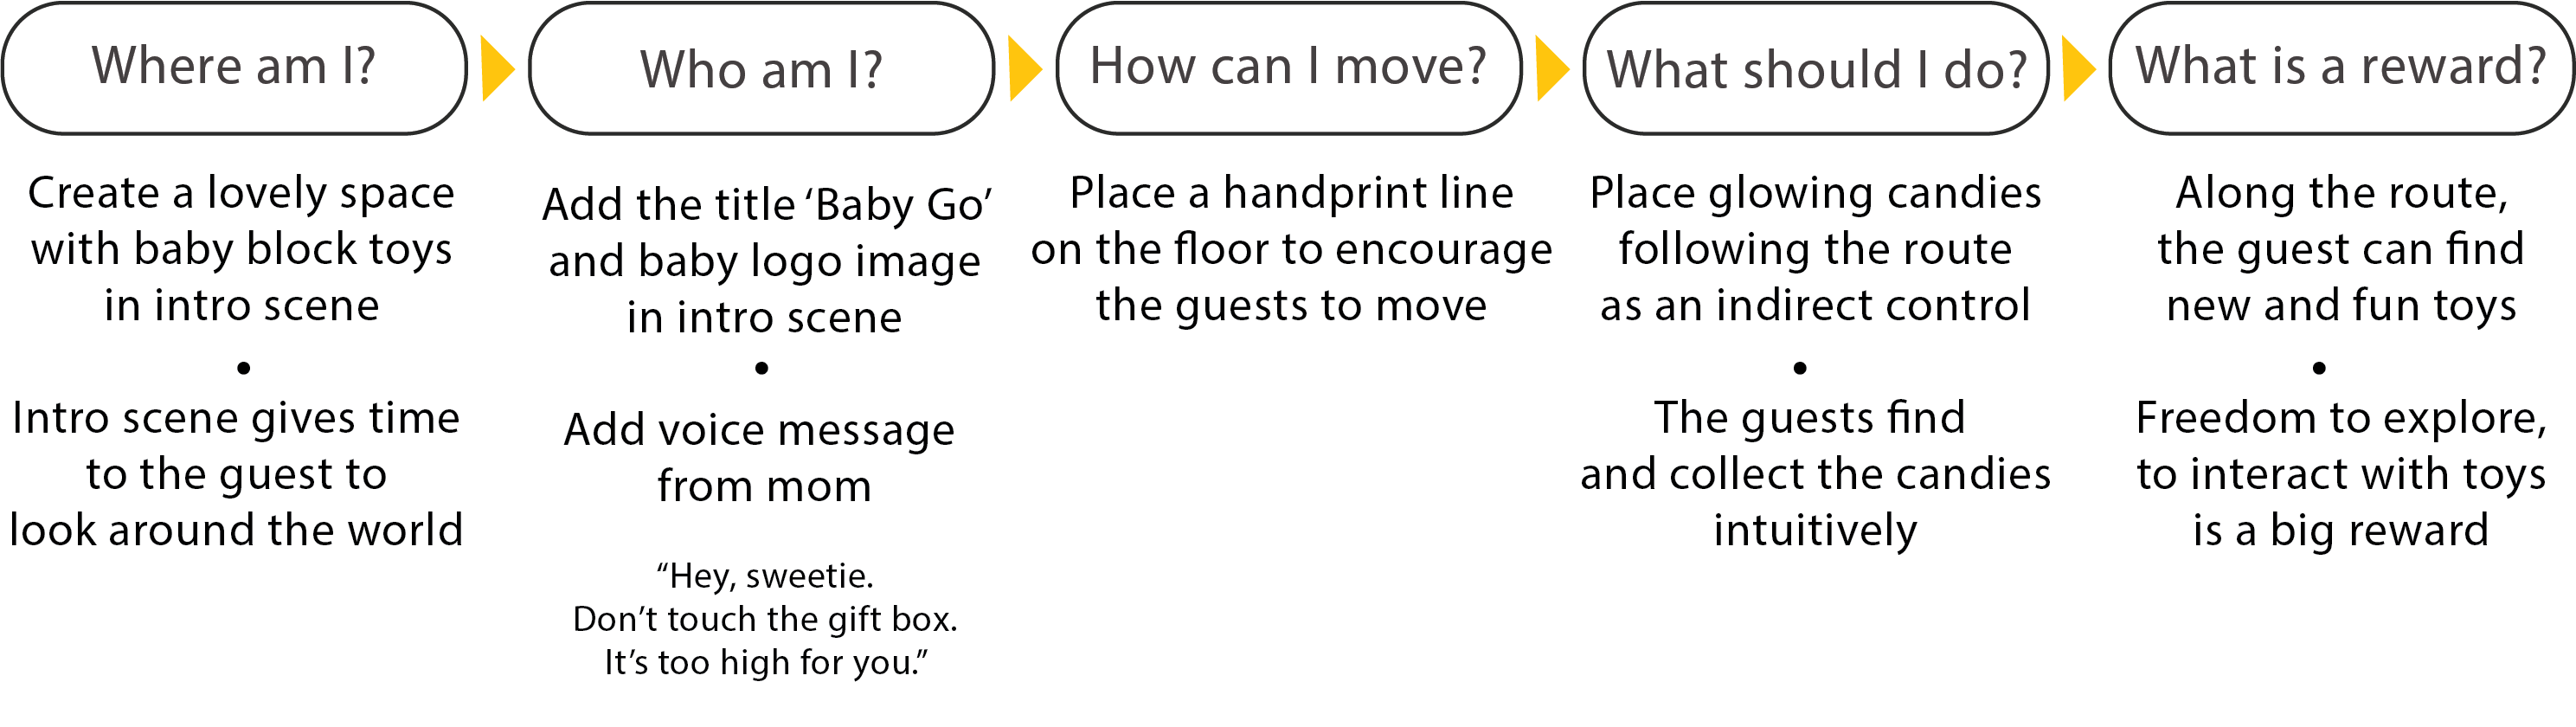 Where am I?
Create a lovely space
with baby block toys
in intro scene
•
Intro scene gives time
to the guest to
look around the world
Who am I?
Add the title ‘Baby Go’
and baby logo image
in intro scene
•
Add voice message
from mom
“Hey, sweetie.
Don’t touch the gift box.
It’s too high for you.”
How can I move?
Place a handprint line
on the floor to encourage
the guests to move
What should I do?
Place glowing candies
following the route
as an indirect control
•
The guests find
and collect the candies
intuitively
What is a reward?
Along the route,
the guest can find
new and fun toys
•
Freedom to explore,
to interact with toys
is a big reward